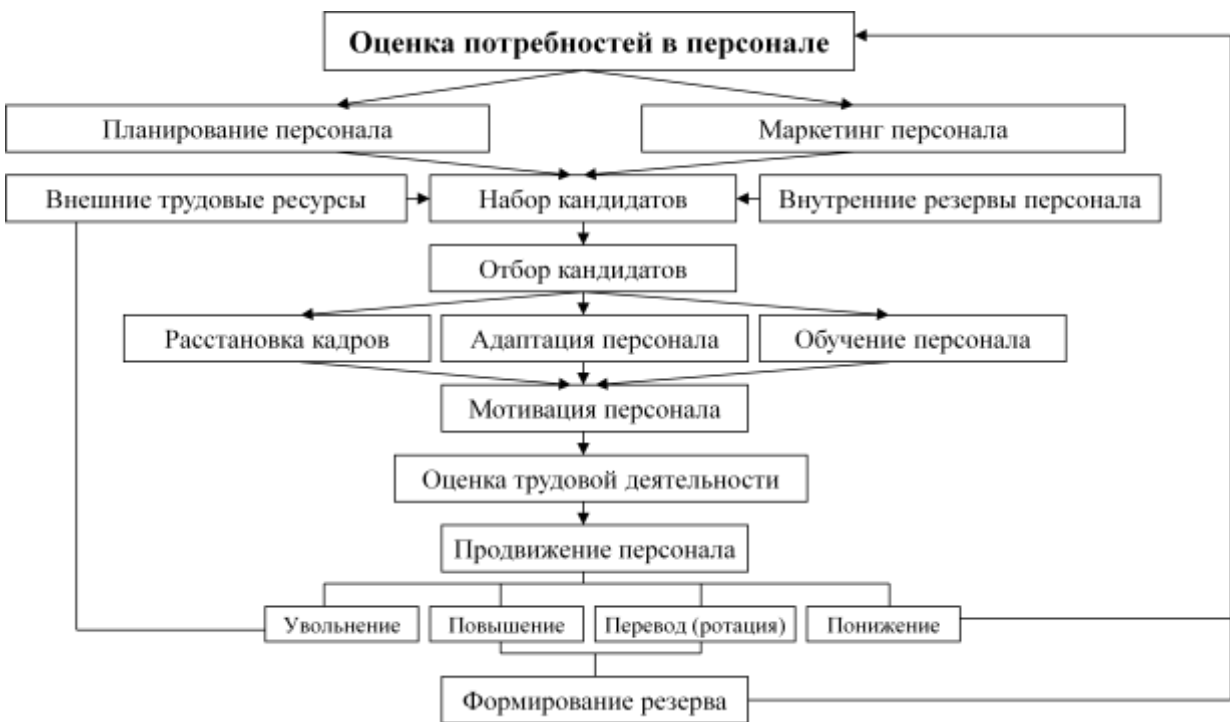 Оценка потребностей в персонале
Планирование персонала
Маркетинг персонала
Внешние трудовые ресурсы
Набор кандидатов
Внутренние резервы персонала
Отбор кандидатов
Расстановка кадров
Адаптация персонала
Обучение персонала
Мотивация персонала
Оценка трудовой деятельности
Продвижение персонала
Увольнение
Повышение
Перевод (ротация)
Понижение
Формирование резерва